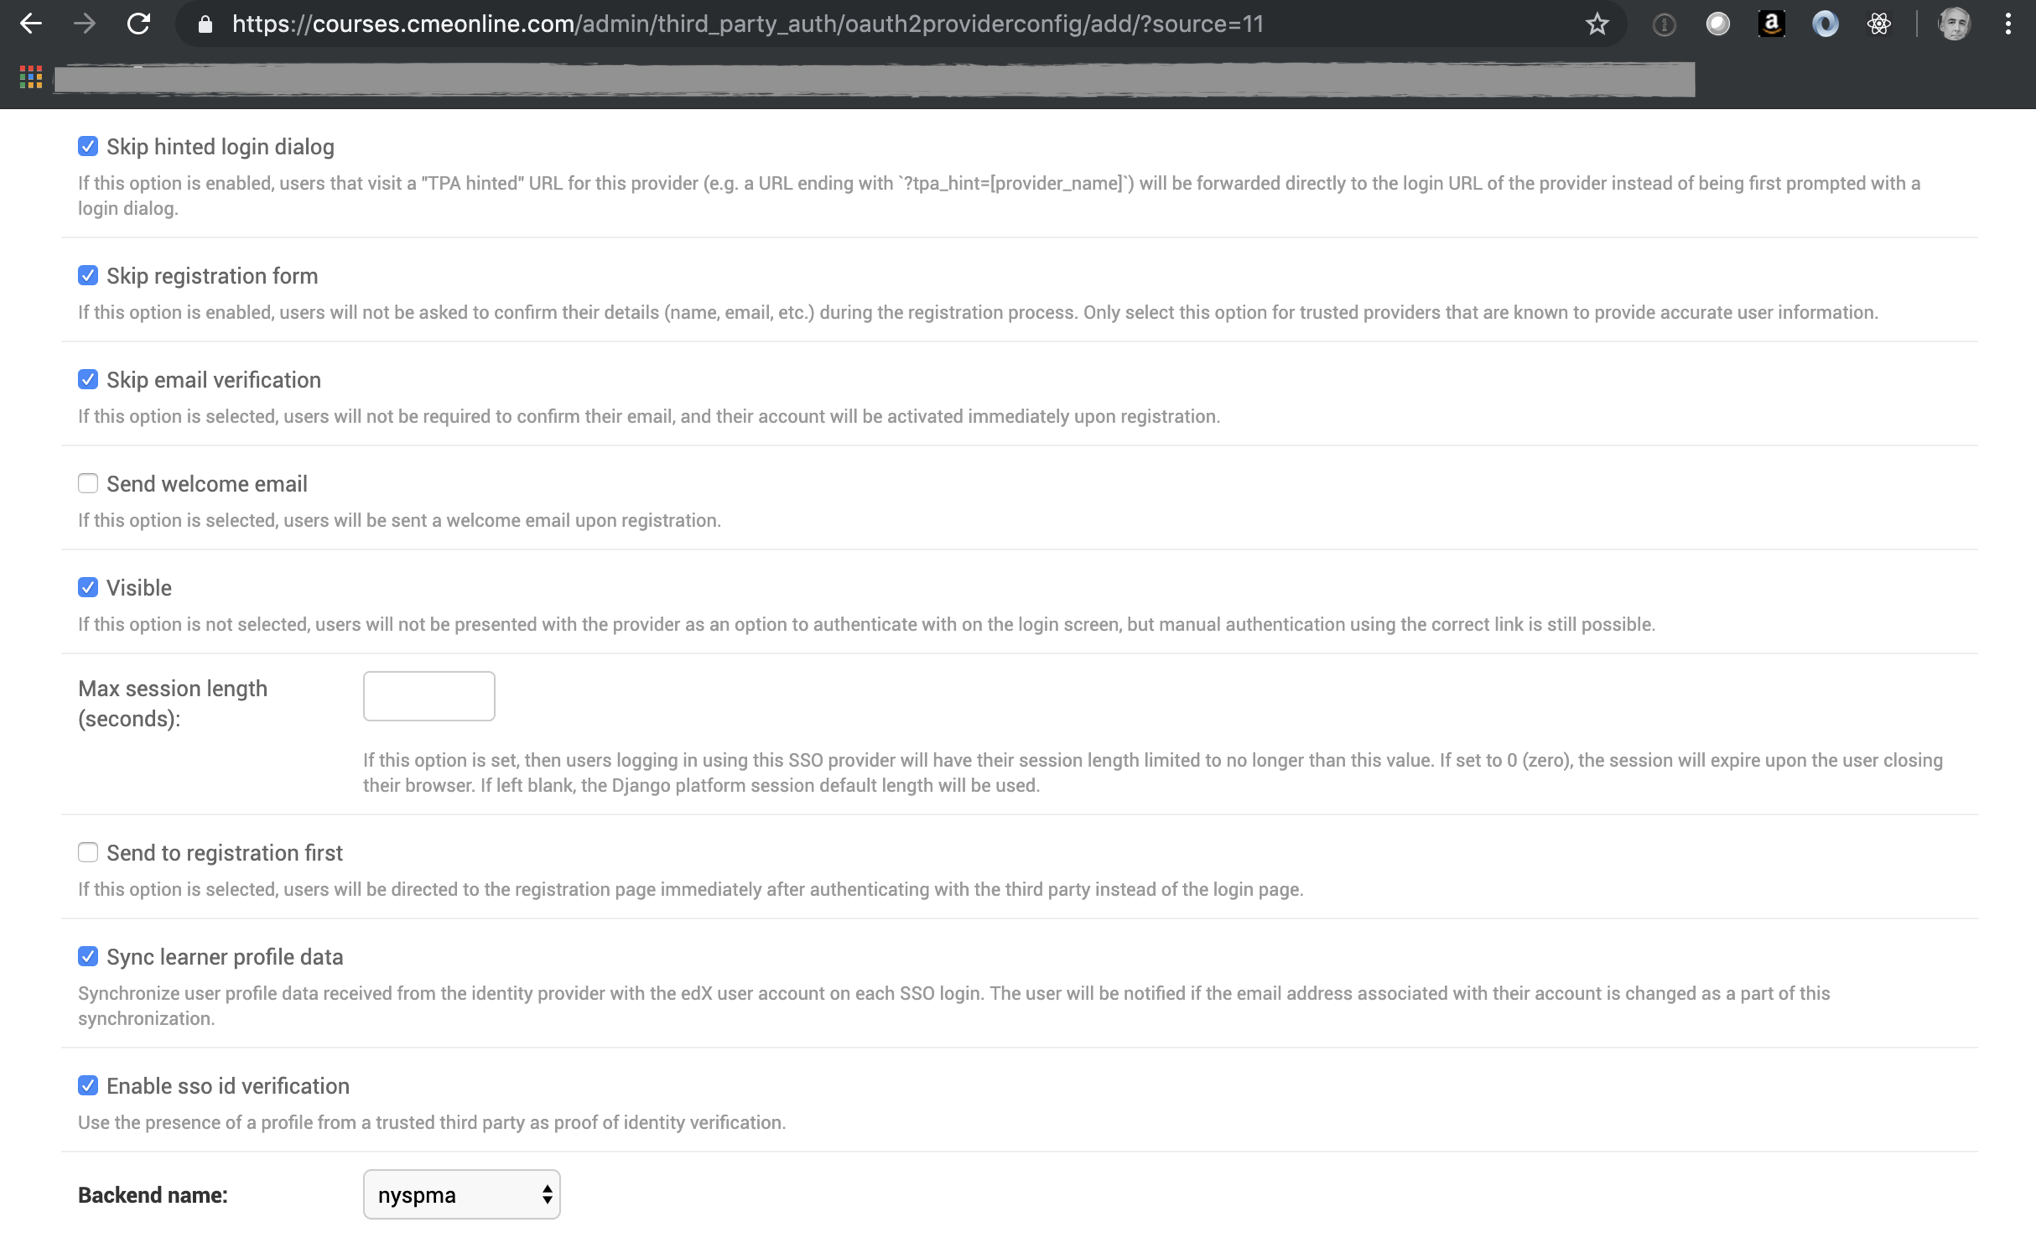 https://courses.cmeonline.com/admin/third_party_auth/oauth2providerconfig/add/?source=11
Skip hinted login dialog
If this option is enabled, users that visit a "TPA hinted" URL for this provider (e.g. a URL ending with `?tpa_hint=[provider_name]`) will be forwarded directly to the login URL of the provider instead of being first prompted with a
login dialog.
Skip registration form
If this option is enabled, users will not be asked to confirm their details (name, email, etc.) during the registration process. Only select this option for trusted providers that are known to provide accurate user information.
Skip email verification
If this option is selected, users will not be required to confirm their email, and their account will be activated immediately upon registration.
Send welcome email
If this option is selected, users will be sent a welcome email upon registration.
Visible
If this option is not selected, users will not be presented with the provider as an option to authenticate with on the login screen, but manual authentication using the correct link is still possible.
Max session length
(seconds):
If this option is set, then users logging in using this SSO provider will have their session length limited to no longer than this value. If set to 0 (zero), the session will expire upon the user closing
their browser. If left blank, the Django platform session default length will be used.
Send to registration first
If this option is selected, users will be directed to the registration page immediately after authenticating with the third party instead of the login page.
Sync learner profile data
Synchronize user profile data received from the identity provider with the edX user account on each SSO login. The user will be notified if the email address associated with their account is changed as a part of this
synchronization.
Enable sso id verification
Use the presence of a profile from a trusted third party as proof of identity verification.
Backend name:
nyspma